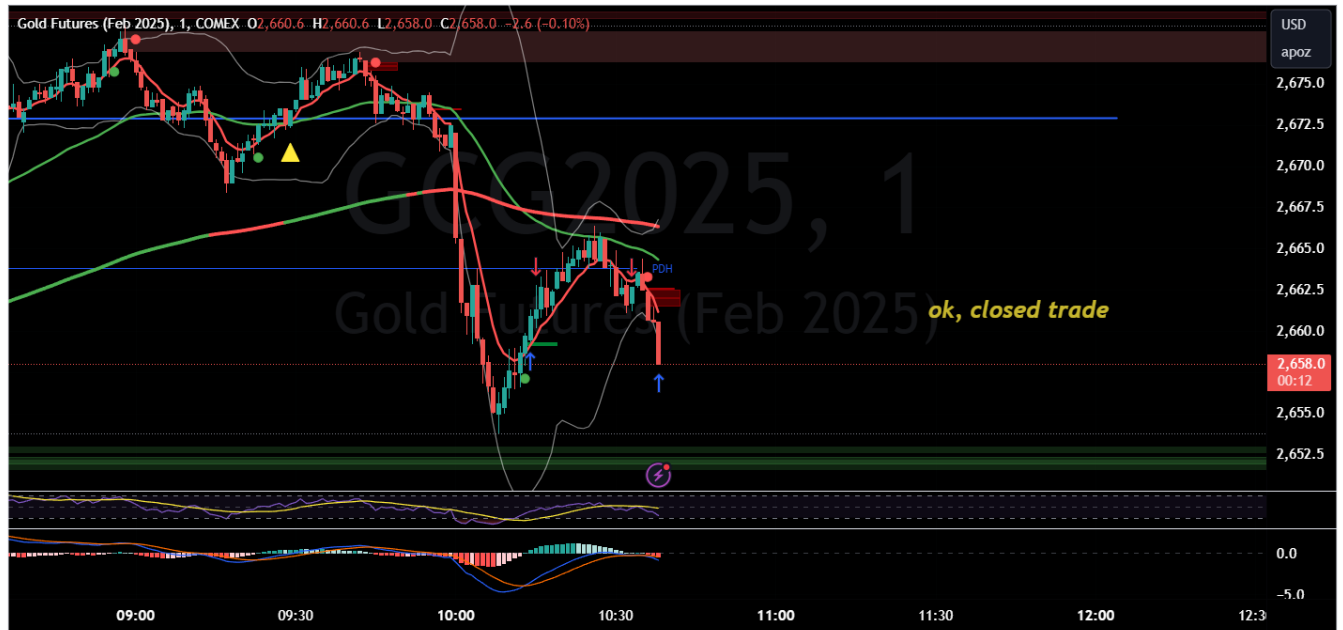 Gold Futures (Feb 2025), 1, COMEX O2,660.6 H2,660.6 L2,658.0 C2,658.0 −2.6 (−0.10%)
USD
apoz
2,675.0
2,672.5
2,670.0
GCG2025, 1
2,667.5
2,665.0
PDH
2,662.5
Gold Futures (Feb 2025)
ok, closed trade
2,660.0
2,658.0
00:12
2,655.0
2,652.5
0.0
−5.0
09:00 09:30 10:00 10:30 11:00 11:30 12:00 12:3